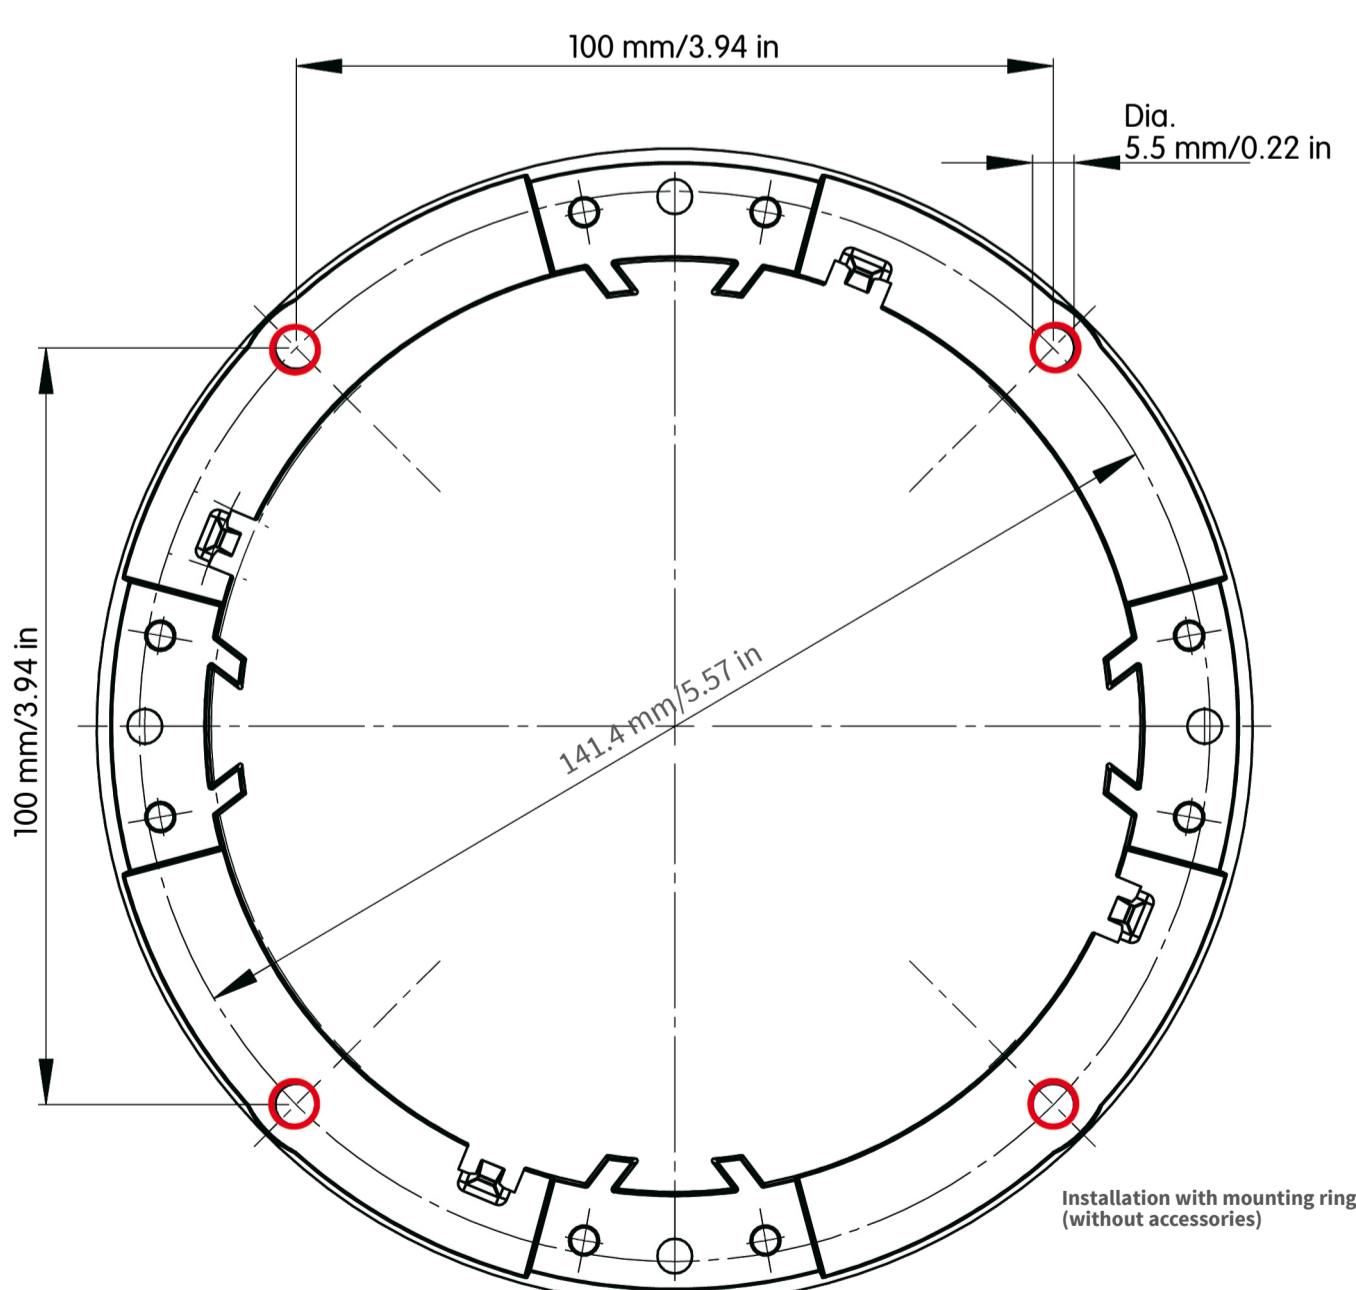 100 mm/3.94 in
Dia.
5.5 mm/0.22 in
141.4 mm/5.57 in
100 mm/3.94 in
Installation with mounting ring
(without accessories)